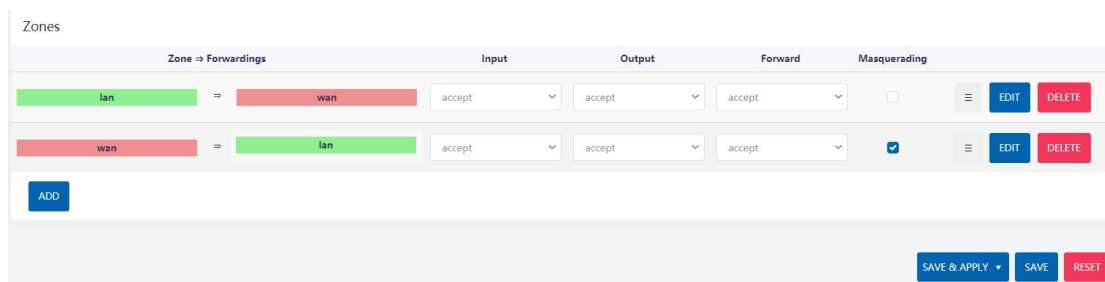 Zones
Zone ⇒ Forwardings Input Output Forward Masquerading
lan ⇒ wan accept accept accept EDIT DELETE
wan ⇒ lan accept accept accept EDIT DELETE
ADD
SAVE & APPLY SAVE RESET